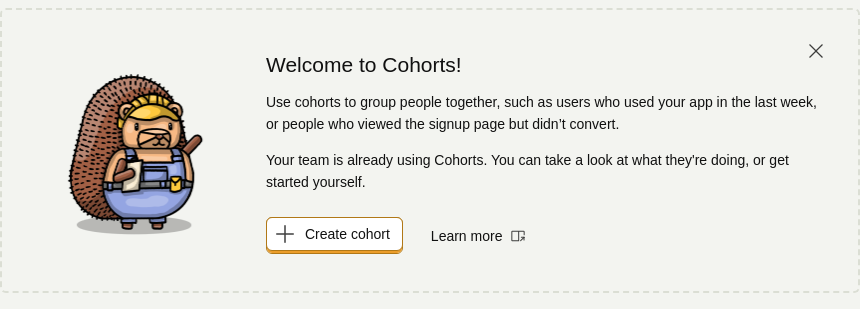 Welcome to Cohorts!
Use cohorts to group people together, such as users who used your app in the last week,
or people who viewed the signup page but didn’t convert.
Your team is already using Cohorts. You can take a look at what they're doing, or get
started yourself.
Create cohort
Learn more